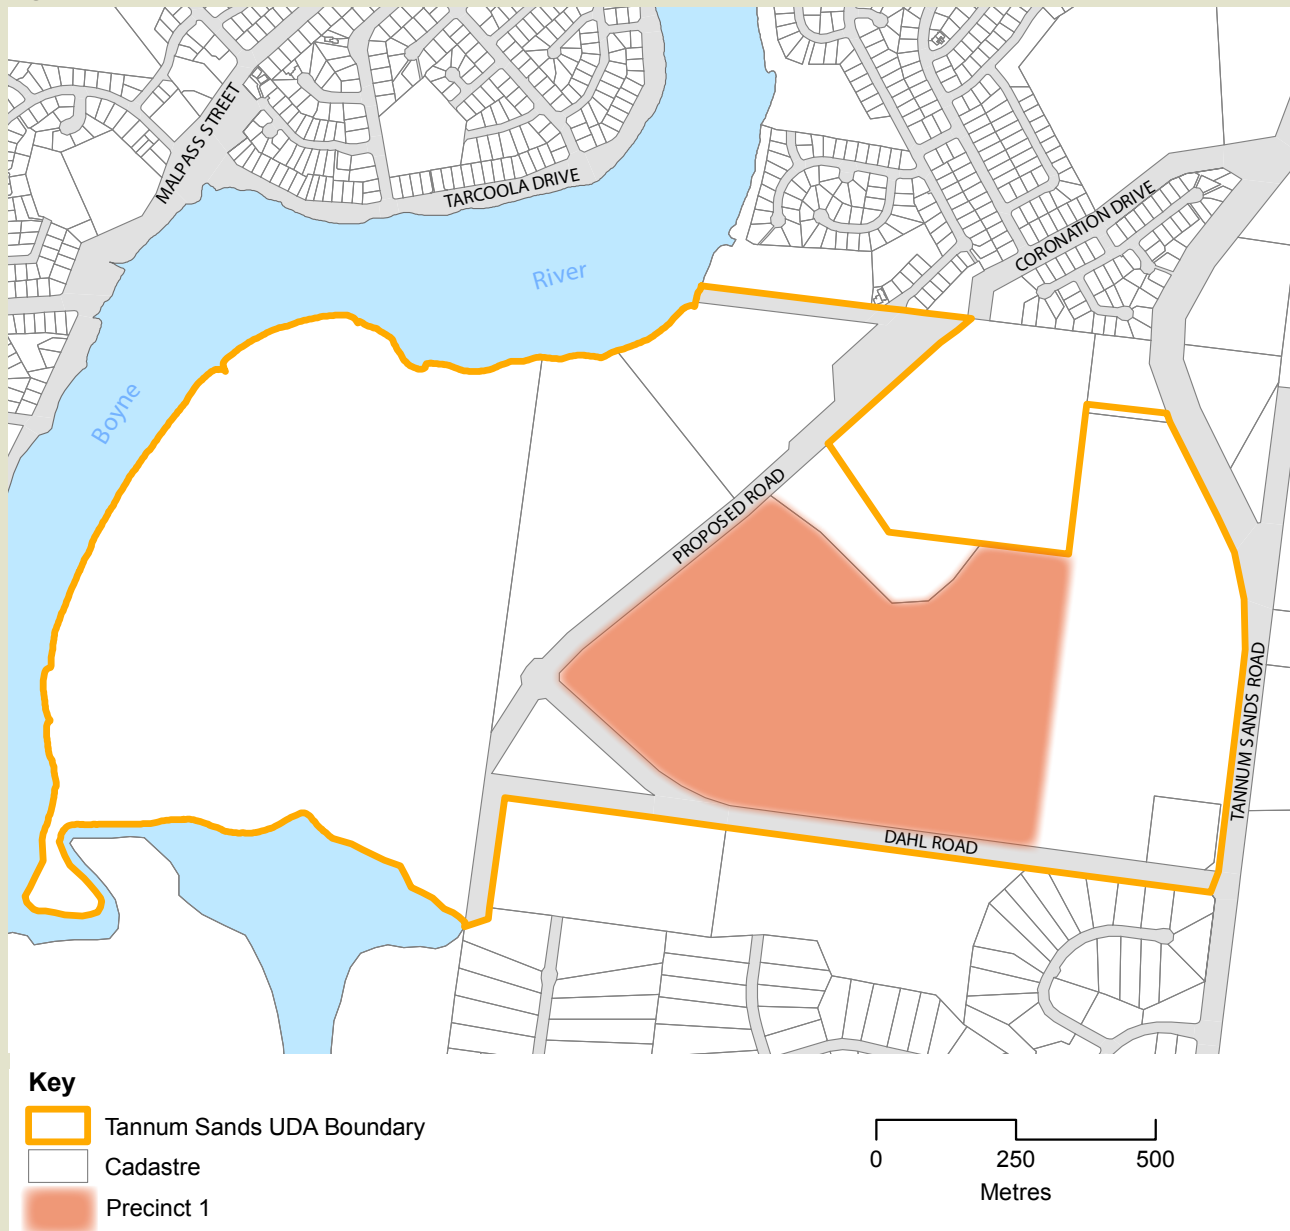 MALPASS STREET
TARCOOLA DRIVE
CORONATION DRIVE
River
Boyne
PROPOSED ROAD
TANNUM SANDS ROAD
DAHL ROAD
Key
Tannum Sands UDA Boundary
Cadastre
Precinct 1
0 250 500
Metres